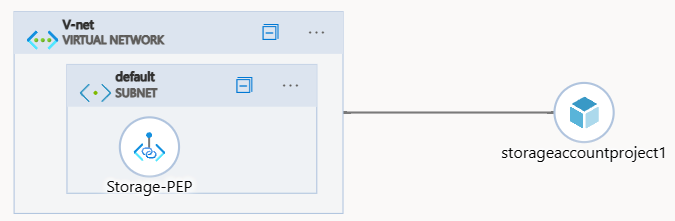 V-net
VIRTUAL NETWORK
default
SUBNET
Storage-PEP
storageaccountproject1